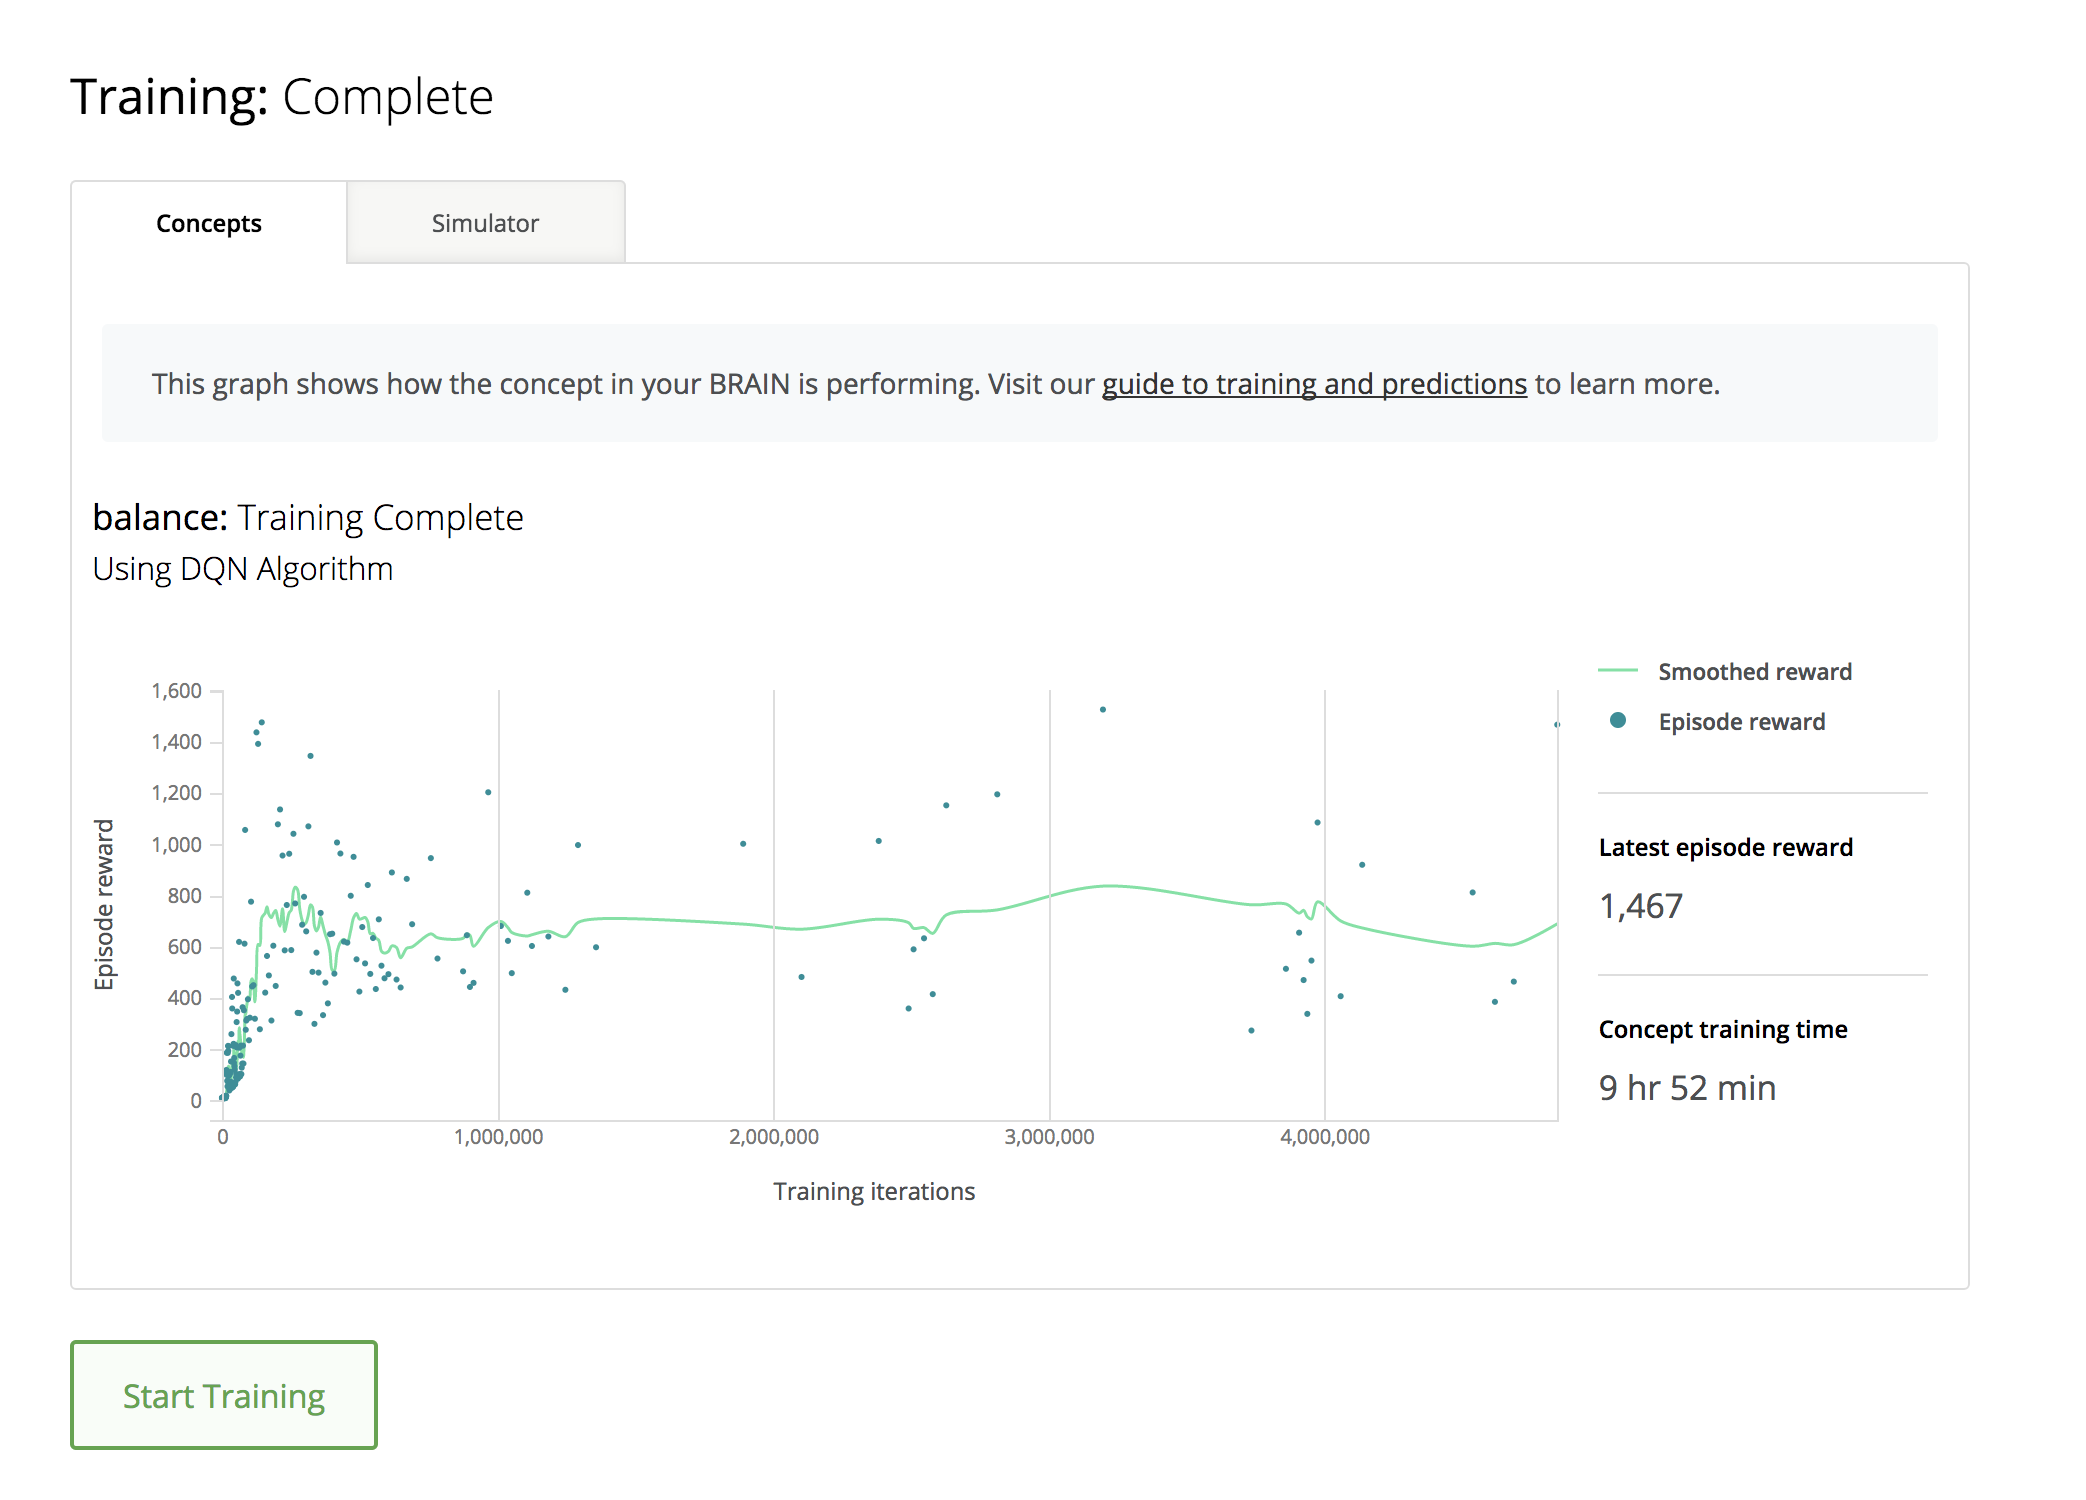 Training: Complete
Concepts
Simulator
This graph shows how the concept in your BRAIN is performing. Visit our guide to training and predictions to learn more.
balance: Training Complete
Using DQN Algorithm
Smoothed reward
Episode reward
Latest episode reward
1,467
Concept training time
9 hr 52 min
Episode reward
1,600
1,400
1,200
1,000
800
600
400
200
0
0 1,000,000 2,000,000 3,000,000 4,000,000
Training iterations
Start Training